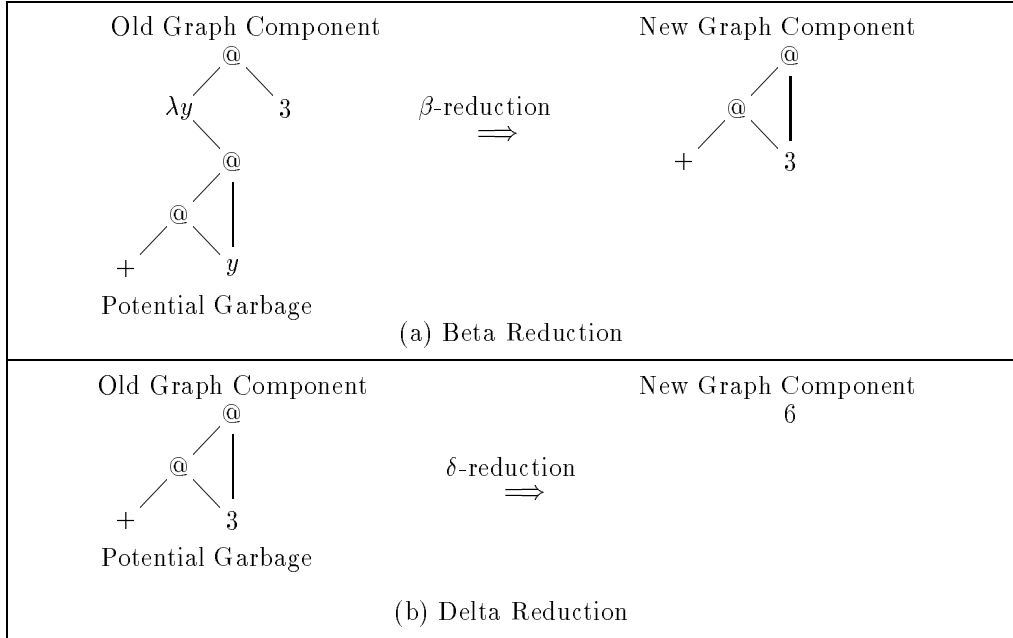 Old Graph Component New Graph Component
@ @
λy 3 β-reduction @
⟹
@ + 3
@
+ y
Potential Garbage
(a) Beta Reduction
Old Graph Component New Graph Component
@ 6
@ δ-reduction
⟹
+ 3
Potential Garbage
(b) Delta Reduction